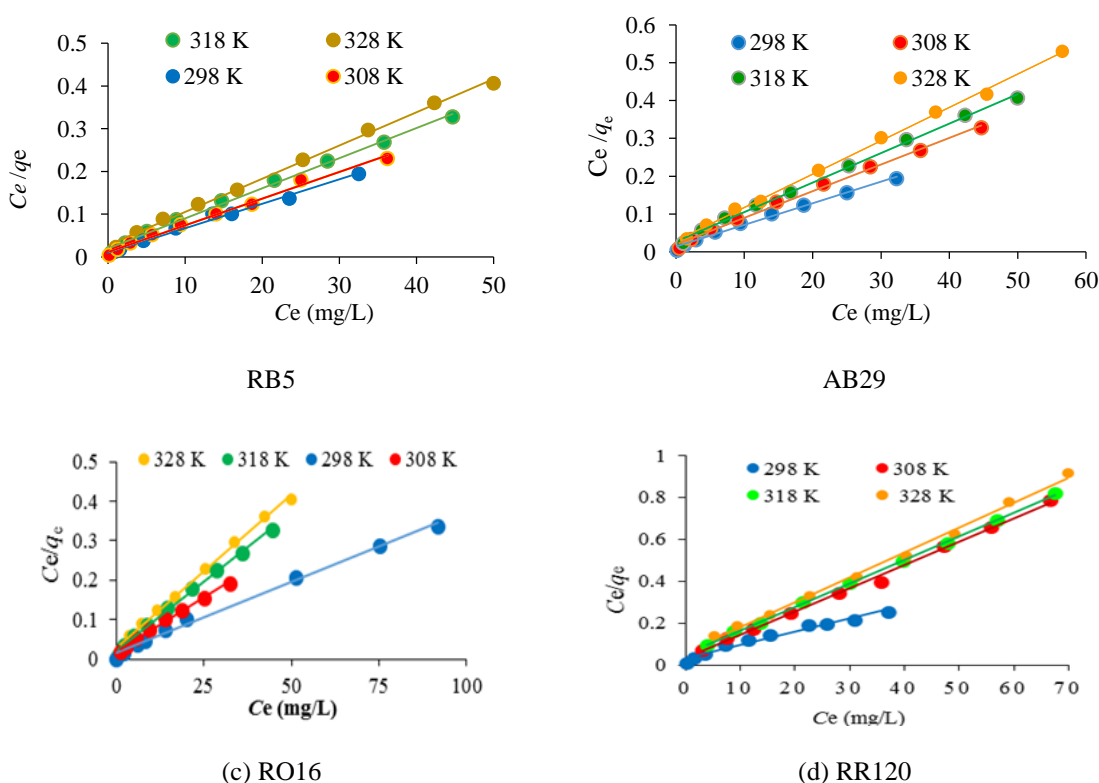 318 K 328 K
298 K 308 K
0.5
0.4
0.3
0.2
0.1
0
Ce /qe
0 10 20 30 40 50
Ce (mg/L)
RB5
298 K 308 K
318 K 328 K
0.6
0.5
0.4
0.3
0.2
0.1
0
Ce /qe
0 10 20 30 40 50 60
Ce (mg/L)
AB29
328 K 318 K 298 K 308 K
0.5
0.4
0.3
0.2
0.1
0
Ce/qe
0 25 50 75 100
Ce (mg/L)
(c) RO16
298 K 308 K
318 K 328 K
1
0.8
0.6
0.4
0.2
0
Ce/qe
0 10 20 30 40 50 60 70
Ce (mg/L)
(d) RR120